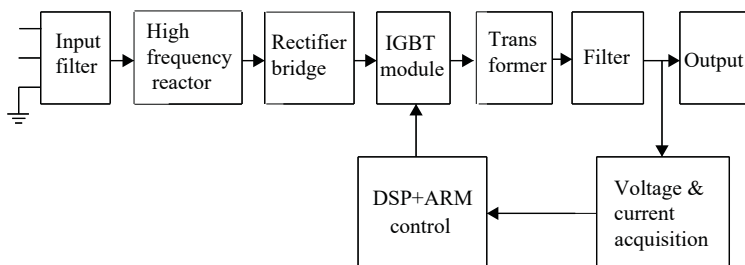 Input
filter
High
frequency
reactor
Rectifier
bridge
IGBT
module
Trans
former
Filter
Output
DSP+ARM
control
Voltage &
current
acquisition